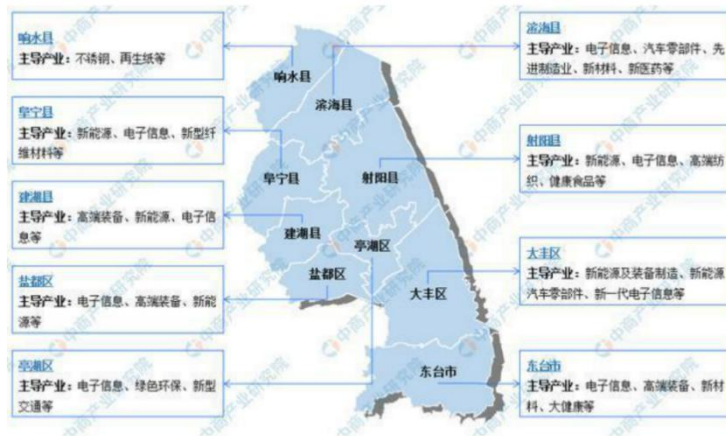 响水县
主导产业：不锈钢、再生纸等
阜宁县
主导产业：新能源、电子信息、新型纤
维材料等
建湖县
主导产业：高端装备、新能源、电子信
息等
盐都区
主导产业：电子信息、高端装备、新能
源等
亭湖区
主导产业：电子信息、绿色环保、新型
交通等
响水县
滨海县
阜宁县
射阳县
建湖县
亭湖区
盐都区
大丰区
东台市
滨海县
主导产业：电子信息、汽车零部件、先
进制造业、新材料、新医药等
射阳县
主导产业：新能源、电子信息、高端纺
织、健康食品等
大丰区
主导产业：新能源及装备制造、新能源
汽车零部件、新一代电子信息等
东台市
主导产业：电子信息、高端装备、新材
料、大健康等
中商产业研究院